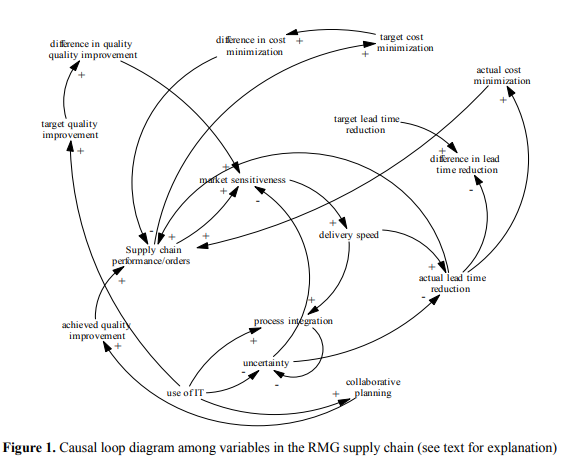 difference in quality
quality improvement
+
difference in cost
minimization
+
target cost
minimization
+
actual cost
minimization
+
target quality
improvement
+
target lead time
reduction
+
difference in lead
time reduction
-
+
market sensitiveness
+
-
+
delivery speed
-
+
+
Supply chain
performance/orders
+
+
actual lead time
reduction
-
+
process integration
+
achieved quality
improvement
+
uncertainty
-
-
use of IT
collaborative
planning
+
Figure 1. Causal loop diagram among variables in the RMG supply chain (see text for explanation)